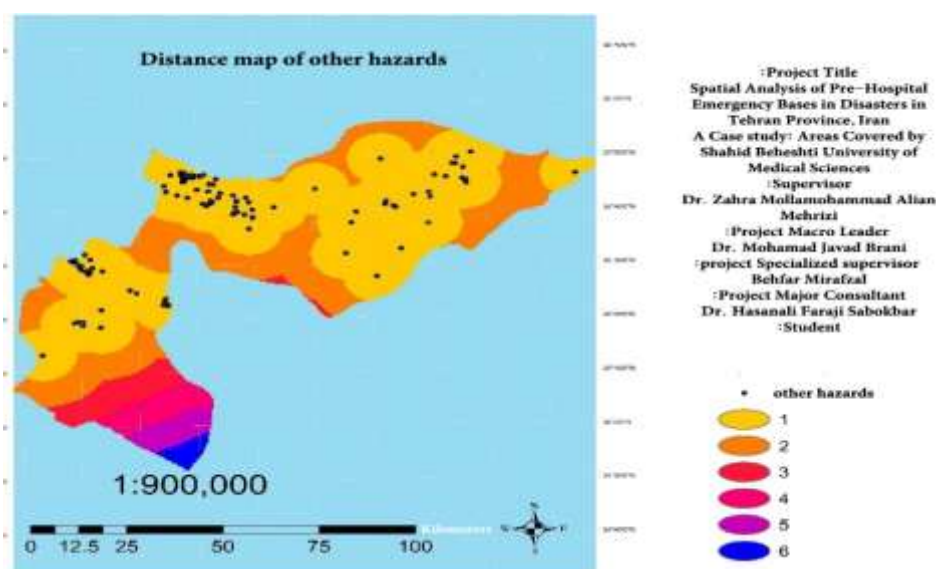 Distance map of other hazards
:Project Title
Spatial Analysis of Pre-Hospital
Emergency Bases in Disasters in
Tehran Province, Iran
A Case study: Areas Covered by
Shahid Beheshti University of
Medical Sciences
:Supervisor
Dr. Zahra Mollamohammad Alian
Mehrizi
:Project Macro Leader
Dr. Mohamad Javad Brani
:project Specialized supervisor
Behfar Mirafzal
:Project Major Consultant
Dr. Hasanali Faraji Sabokbar
:Student
other hazards
1
2
3
4
5
6
1:900,000
Kilometers
0 12.5 25 50 75 100
N
W E
S